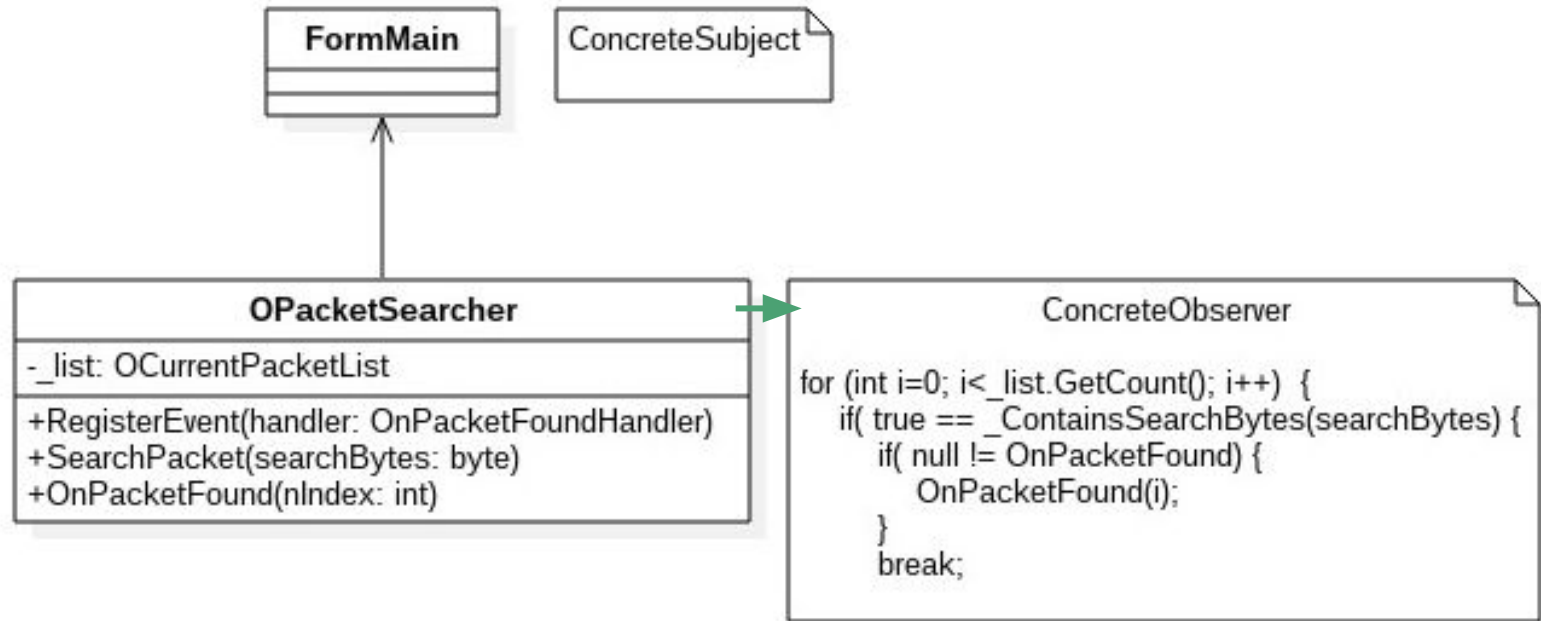 FormMain
ConcreteSubject
OPacketSearcher
-_list: OCurrentPacketList
+RegisterEvent(handler: OnPacketFoundHandler)
+SearchPacket(searchBytes: byte)
+OnPacketFound(nIndex: int)
ConcreteObserver
for (int i=0; i<_list.GetCount(); i++)  {
if( true == _ContainsSearchBytes(searchBytes) {
if( null != OnPacketFound) {
OnPacketFound(i);
}
break;